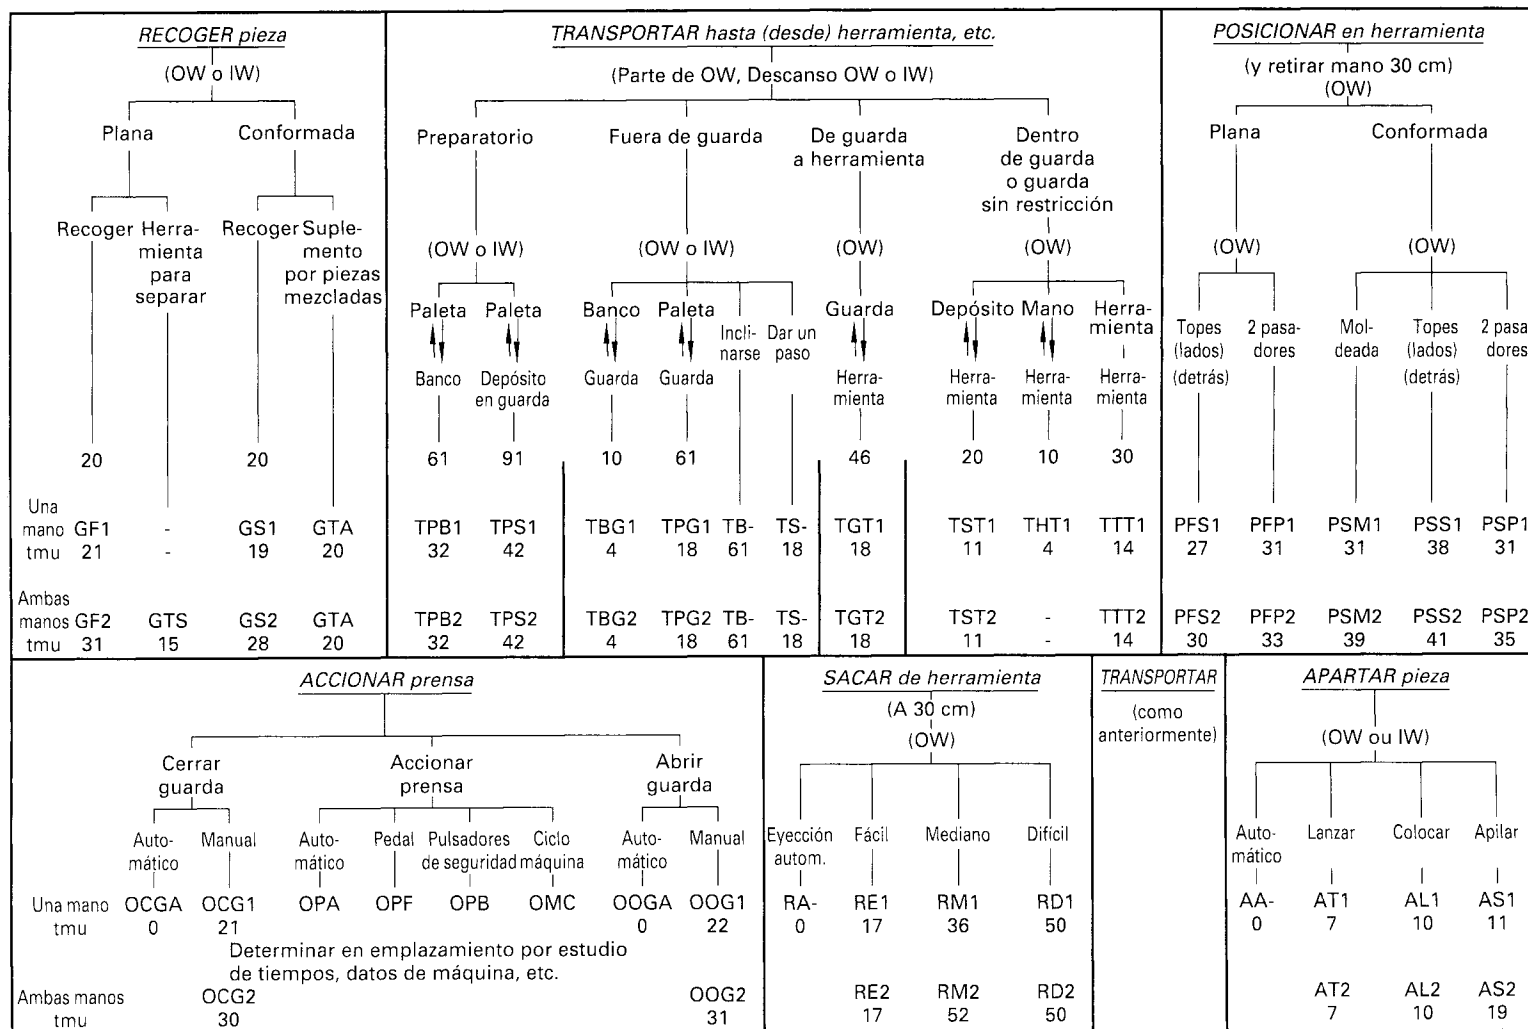 RECOGER pieza
(OW o IW)
Plana Conformada
Recoger Herra-
mienta
para
separar
Recoger Suple-
mento
por piezas
mezcladas
20 20
Una
mano GF1 - GS1 GTA
tmu 21 - 19 20
Ambas
manos GF2 GTS GS2 GTA
tmu 31 15 28 20
TRANSPORTAR hasta (desde) herramienta, etc.
(Parte de OW, Descanso OW o IW)
Preparatorio
(OW o IW)
Paleta Paleta
Banco Depósito
en guarda
61 91
TPB1 TPS1
32 42
TPB2 TPS2
32 42
Fuera de guarda
(OW o IW)
Banco Paleta Incli-
narse
Dar un
paso
Guarda Guarda
10 61
TBG1 TPG1 TB- TS-
4 18 61 18
TBG2 TPG2 TB- TS-
4 18 61 18
De guarda
a herramienta
(OW)
Guarda
Herra-
mienta
46
TGT1
18
TGT2
18
Dentro
de guarda
o guarda
sin restricción
(OW)
Depósito Mano Herra-
mienta
Herra-
mienta
Herra-
mienta
Herra-
mienta
20 10 30
TST1 THT1 TTT1
11 4 14
TST2 - TTT2
11 - 14
POSICIONAR en herramienta
(y retirar mano 30 cm)
(OW)
Plana Conformada
(OW) (OW)
Topes
(lados)
(detrás)
2 pasa-
dores
Mol-
deada
Topes
(lados)
(detrás)
2 pasa-
dores
PFS1 PFP1 PSM1 PSS1 PSP1
27 31 31 38 31
PFS2 PFP2 PSM2 PSS2 PSP2
30 33 39 41 35
ACCIONAR prensa
Cerrar
guarda
Accionar
prensa
Abrir
guarda
Auto-
mático
Manual
Auto-
mático
Pedal
Pulsadores
de seguridad
Ciclo
máquina
Auto-
mático
Manual
Una mano OCGA OCG1 OPA OPF OPB OMC OOGA OOG1
tmu 0 21 0 22
Determinar en emplazamiento por estudio
de tiempos, datos de máquina, etc.
Ambas manos OCG2 OOG2
tmu 30 31
SACAR de herramienta
(A 30 cm)
(OW)
Eyección
autom.
Fácil Mediano Difícil
RA- RE1 RM1 RD1
0 17 36 50
RE2 RM2 RD2
17 52 50
TRANSPORTAR
(como
anteriormente)
APARTAR pieza
(OW ou IW)
Auto-
mático
Lanzar Colocar Apilar
AA- AT1 AL1 AS1
0 7 10 11
AT2 AL2 AS2
7 10 19